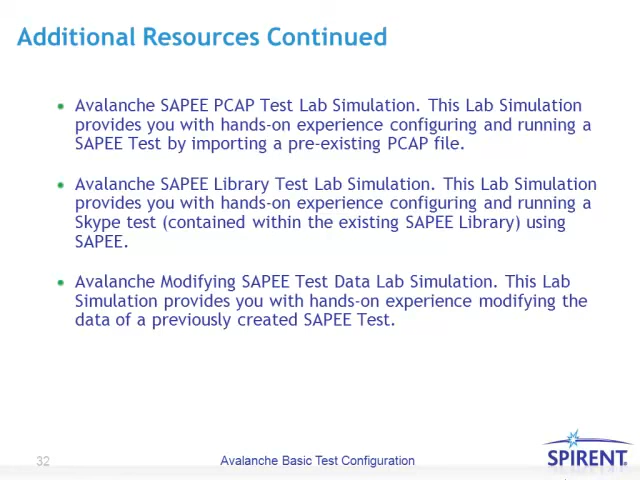 Additional Resources Continued
Avalanche SAPEE PCAP Test Lab Simulation. This Lab Simulation
provides you with hands-on experience configuring and running a
SAPEE Test by importing a pre-existing PCAP file.
Avalanche SAPEE Library Test Lab Simulation. This Lab Simulation
provides you with hands-on experience configuring and running a
Skype test (contained within the existing SAPEE Library) using
SAPEE.
Avalanche Modifying SAPEE Test Data Lab Simulation. This Lab
Simulation provides you with hands-on experience modifying the
data of a previously created SAPEE Test.
32
Avalanche Basic Test Configuration
SPIRENT